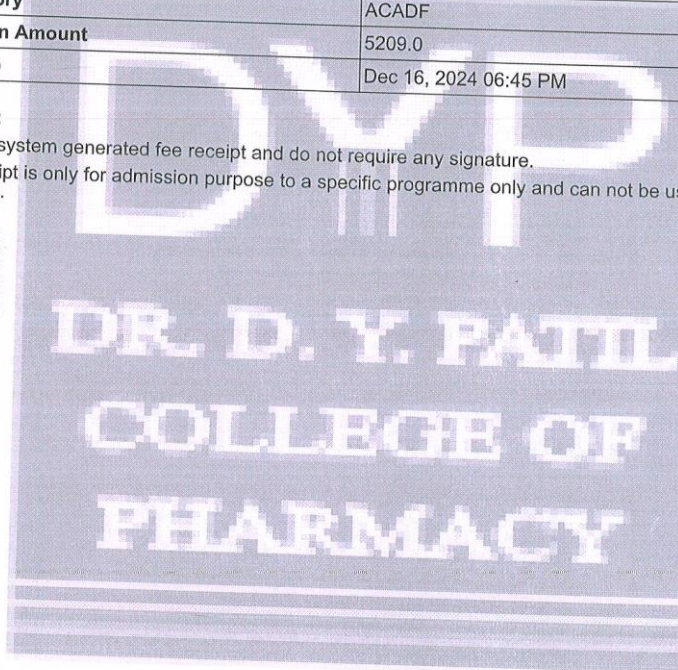 ory ACADF
n Amount 5209.0
Dec 16, 2024 06:45 PM
:
system generated fee receipt and do not require any signature.
ipt is only for admission purpose to a specific programme only and can not be us
.
DYP
DR. D. Y. PATIL
COLLEGE OF
PHARMACY